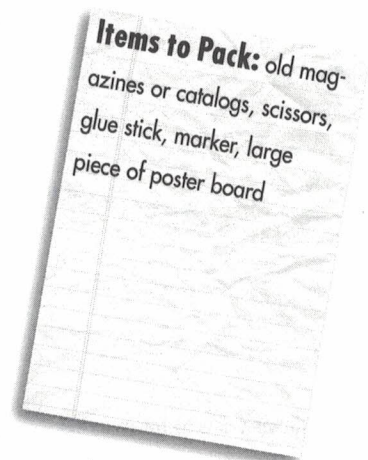 Items to Pack: old mag-
azines or catalogs, scissors,
glue stick, marker, large
piece of poster board